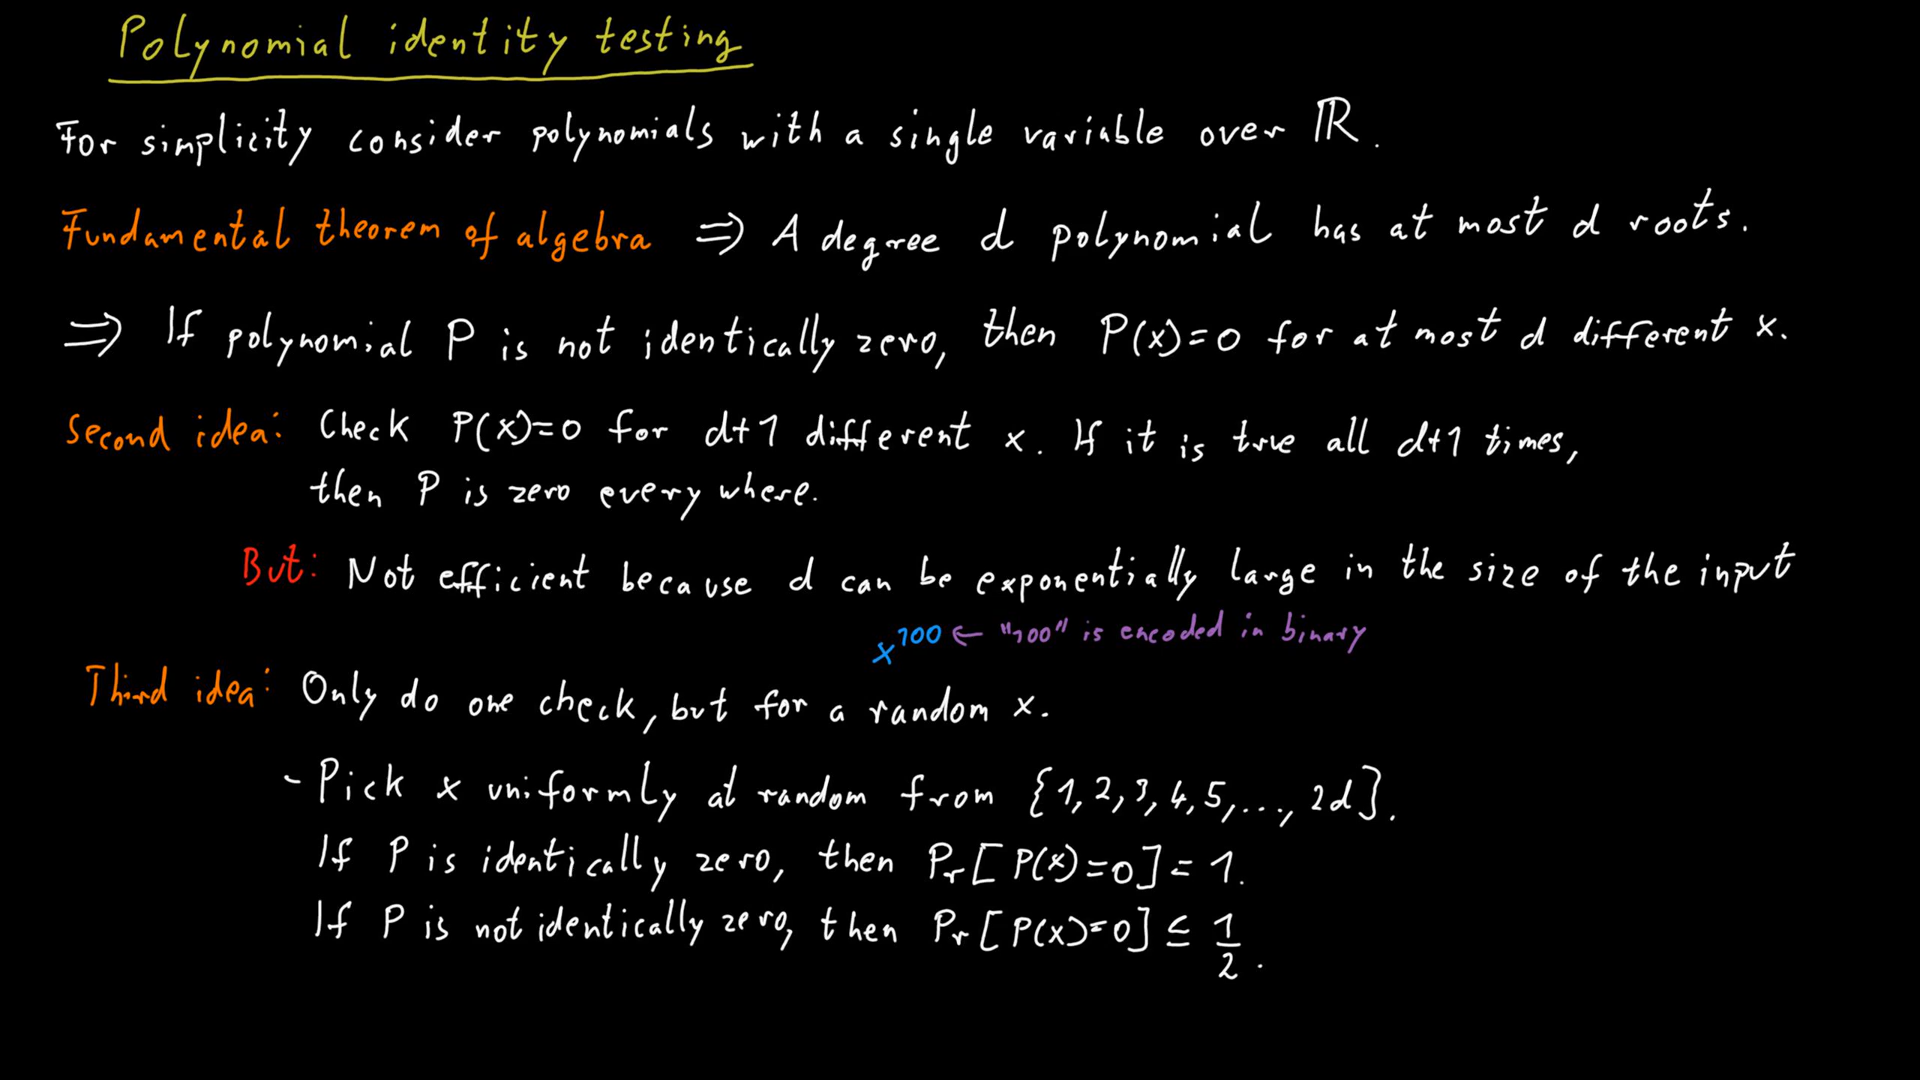 Polynomial identity testing
For simplicity consider polynomials with a single variable over ℝ.
Fundamental theorem of algebra ⇒ A degree d polynomial has at most d roots.
⇒ If polynomial P is not identically zero, then P(x)=0 for at most d different x.
Second idea: Check P(x)=0 for d+1 different x. If it is true all d+1 times,
then P is zero everywhere.
But: Not efficient because d can be exponentially large in the size of the input
x^100 ← "100" is encoded in binary
Third idea: Only do one check, but for a random x.
- Pick x uniformly at random from {1, 2, 3, 4, 5, ..., 2d}.
If P is identically zero, then Pr[P(x)=0] = 1.
If P is not identically zero, then Pr[P(x)=0] ≤ 1/2.